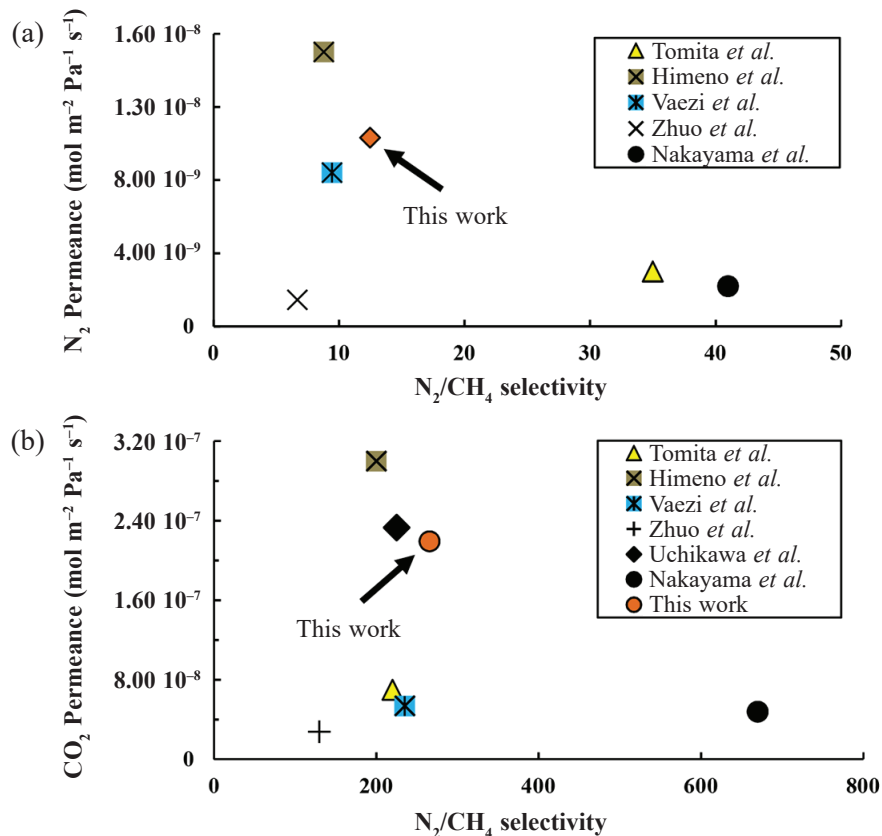 (a)
N₂ Permeance (mol m⁻² Pa⁻¹ s⁻¹)
1.60 10⁻⁸
1.30 10⁻⁸
8.00 10⁻⁹
4.00 10⁻⁹
0
0 10 20 30 40 50
N₂/CH₄ selectivity
Tomita et al.
Himeno et al.
Vaezi et al.
Zhuo et al.
Nakayama et al.
This work
(b)
CO₂ Permeance (mol m⁻² Pa⁻¹ s⁻¹)
3.20 10⁻⁷
2.40 10⁻⁷
1.60 10⁻⁷
8.00 10⁻⁸
0
0 200 400 600 800
N₂/CH₄ selectivity
Tomita et al.
Himeno et al.
Vaezi et al.
Zhuo et al.
Uchikawa et al.
Nakayama et al.
This work
This work